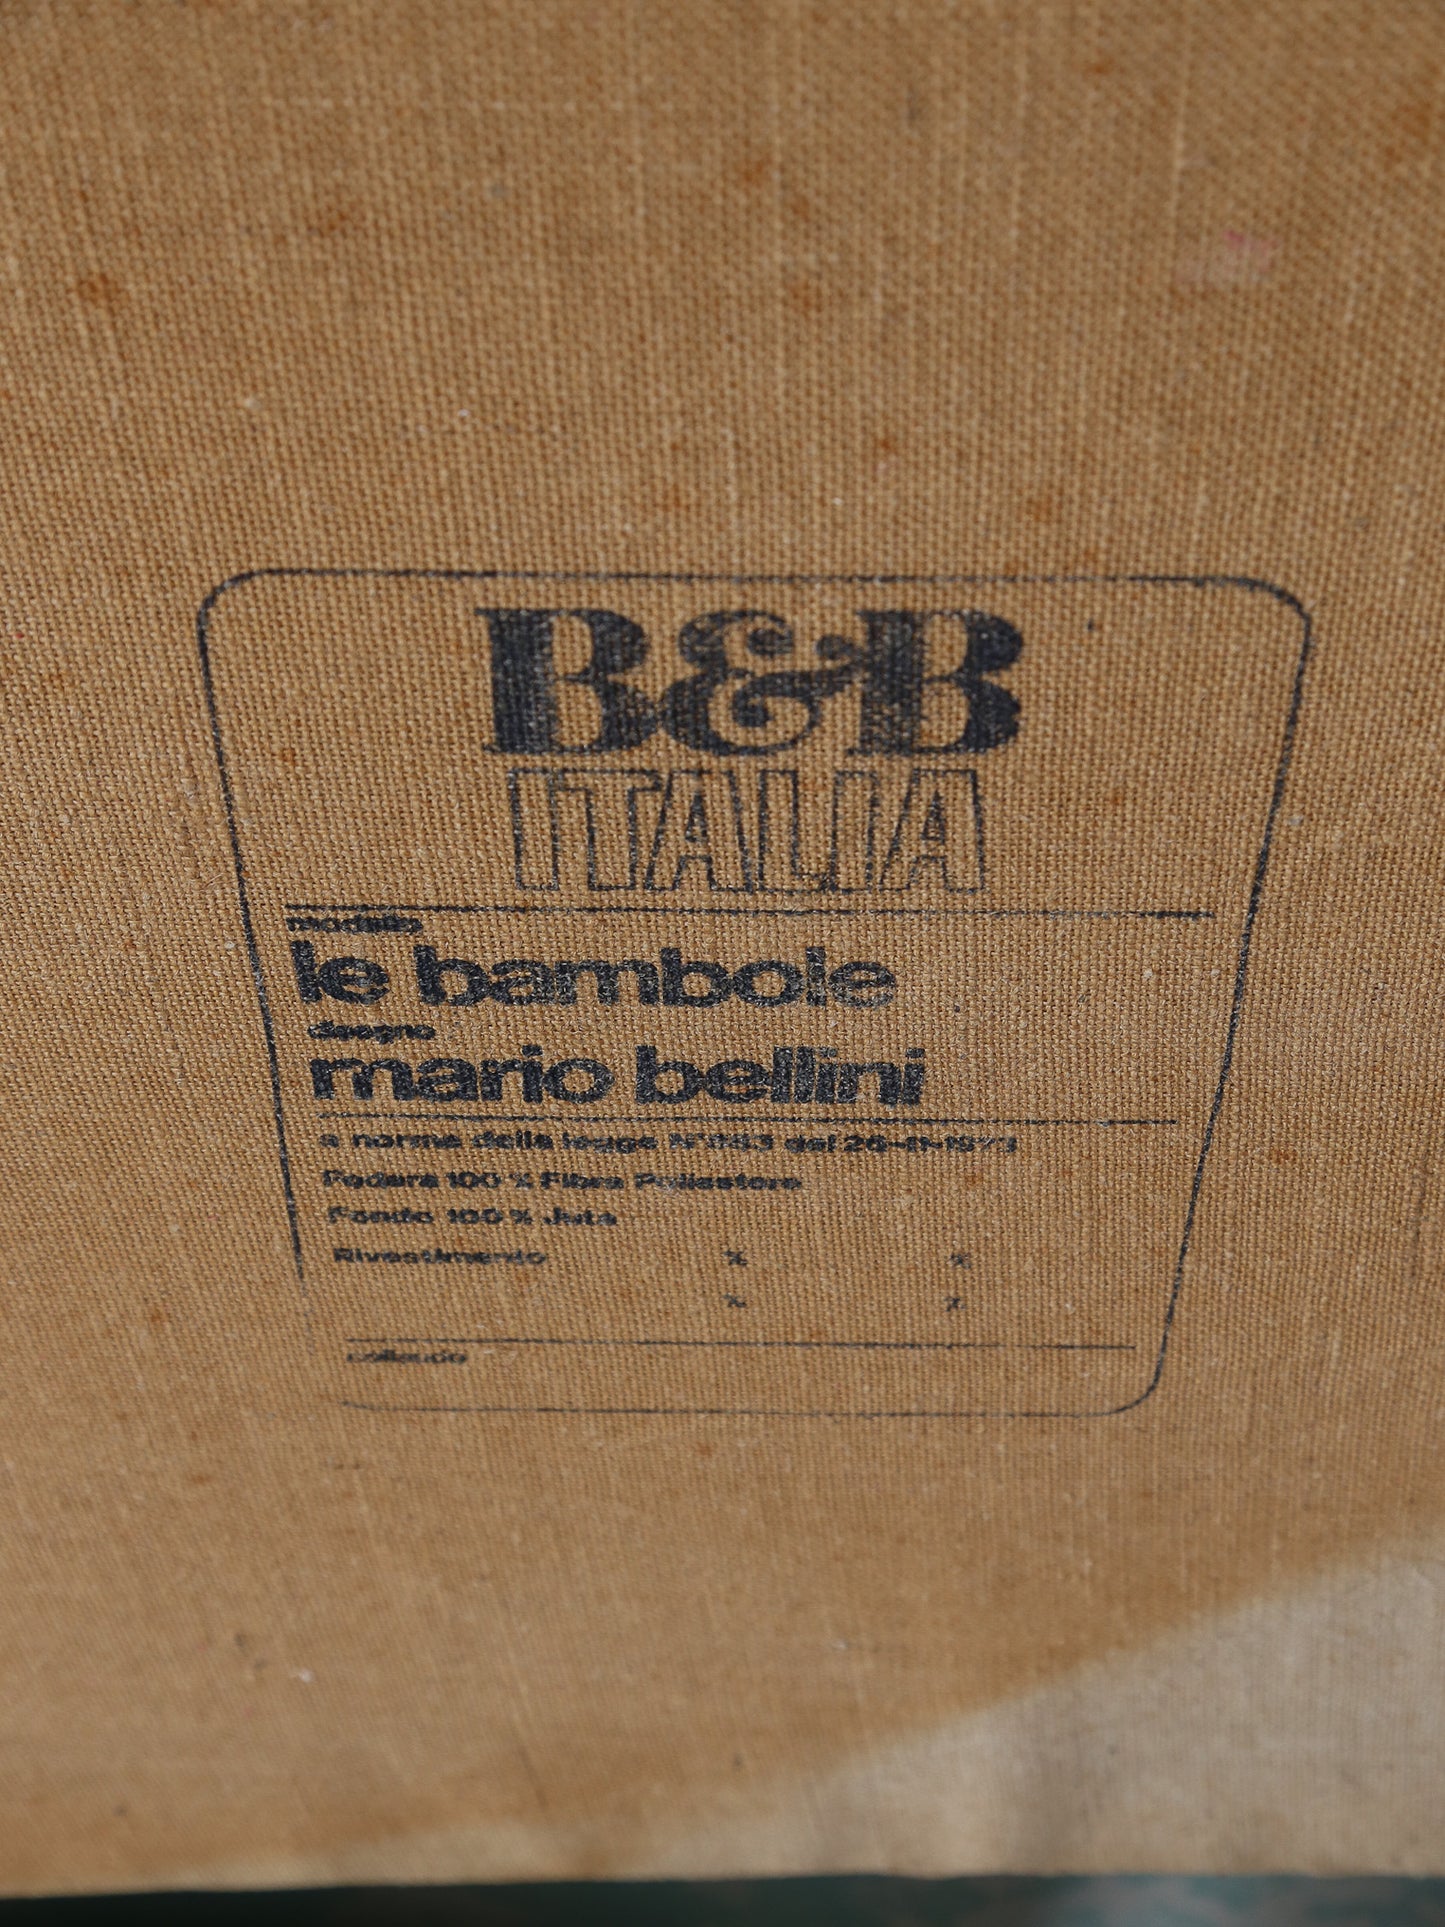 B&B
ITALIA
modello
le bambole
disegno
mario bellini
a norma della legge N° 883 del 26-11-1973
Fodera 100 % Fibra Poliestere
Fondo 100 % Juta
Rivestimento % %
% %
collaudo